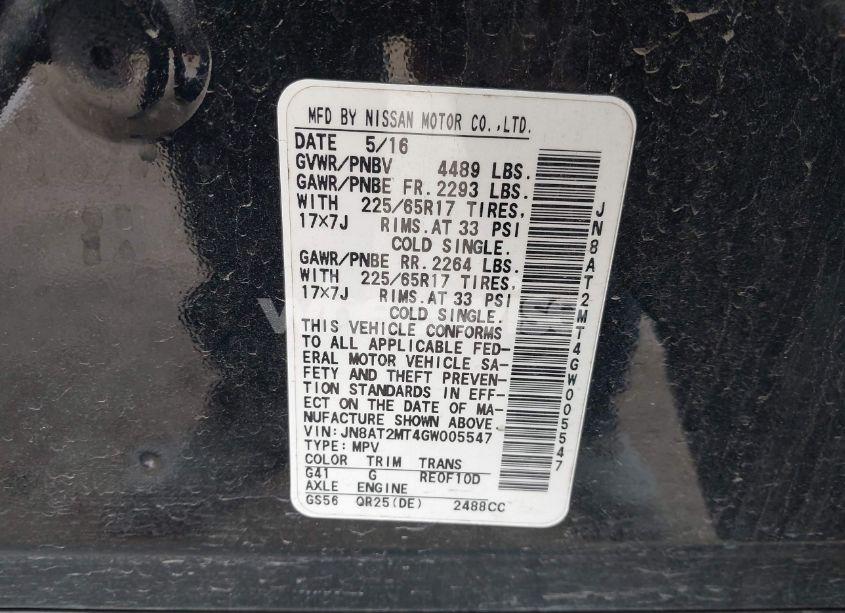 MFD BY NISSAN MOTOR CO.,LTD.
DATE 5/16
GVWR/PNBV 4489 LBS.
GAWR/PNBE FR. 2293 LBS.
WITH 225/65R17 TIRES,
17×7J RIMS.AT 33 PSI
COLD SINGLE.
GAWR/PNBE RR. 2264 LBS.
WITH 225/65R17 TIRES,
17×7J RIMS.AT 33 PSI
COLD SINGLE.
THIS VEHICLE CONFORMS
TO ALL APPLICABLE FED-
ERAL MOTOR VEHICLE SA-
FETY AND THEFT PREVEN-
TION STANDARDS IN EFF-
ECT ON THE DATE OF MA-
NUFACTURE SHOWN ABOVE.
VIN:JN8AT2MT4GW005547
TYPE: MPV
COLOR TRIM TRANS
G41 G RE0F10D
AXLE ENGINE
GS56 QR25(DE) 2488CC
JN8AT2MT4GW005547